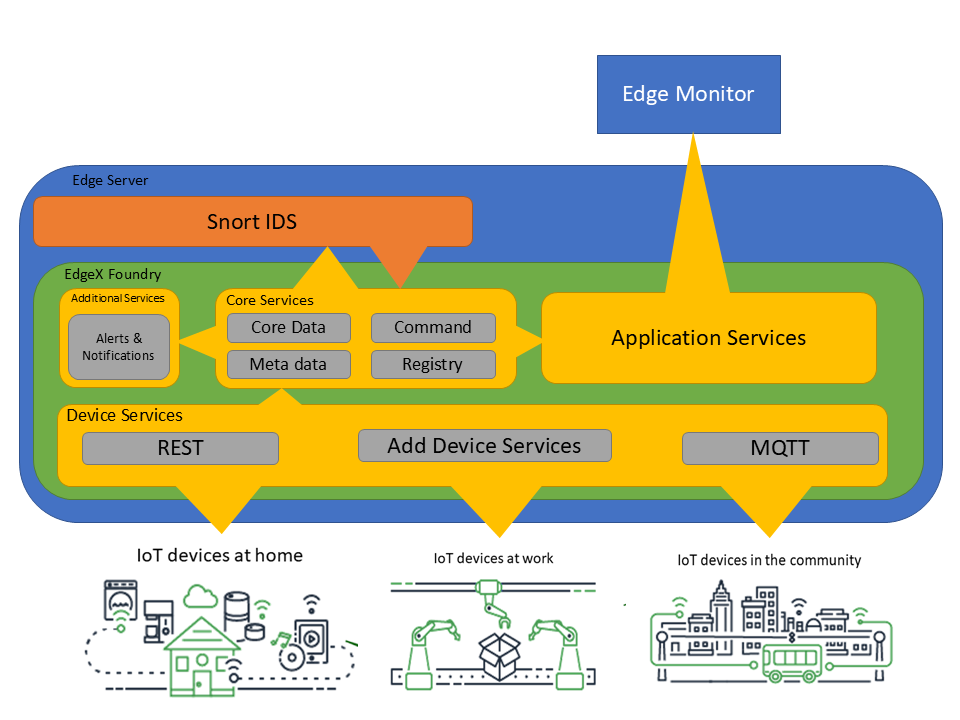 Edge Monitor
Edge Server
Snort IDS
EdgeX Foundry
Additional Services
Alerts &
Notifications
Core Services
Core Data
Command
Meta data
Registry
Application Services
Device Services
REST
Add Device Services
MQTT
IoT devices at home
IoT devices at work
IoT devices in the community